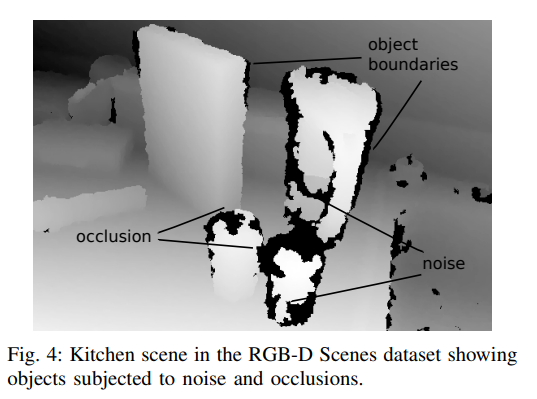 object
boundaries
occlusion
noise
Fig. 4: Kitchen scene in the RGB-D Scenes dataset showing
objects subjected to noise and occlusions.